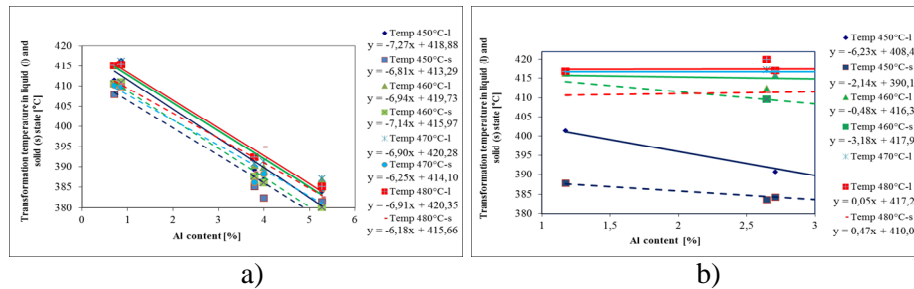 Transformation temperature in liquid (l) and
solid (s) state [°C]
420
415
410
405
400
395
390
385
380
0
1
2
3
4
5
6
Al content [%]
Temp 450°C-l
y = -7,27x + 418,88
Temp 450°C-s
y = -6,81x + 413,29
Temp 460°C-l
y = -6,94x + 419,73
Temp 460°C-s
y = -7,14x + 415,97
Temp 470°C-l
y = -6,90x + 420,28
Temp 470°C-s
y = -6,25x + 414,10
Temp 480°C-l
y = -6,91x + 420,35
Temp 480°C-s
y = -6,18x + 415,66
a)
Transformation temperature in liquid (l) and
solid (s) state [°C]
420
415
410
405
400
395
390
385
380
1
1,5
2
2,5
3
Al content [%]
Temp 450°C-l
y = -6,23x + 408,4
Temp 450°C-s
y = -2,14x + 390,1
Temp 460°C-l
y = -0,48x + 416,3
Temp 460°C-s
y = -3,18x + 417,9
Temp 470°C-l
Temp 480°C-l
y = 0,05x + 417,2
Temp 480°C-s
y = 0,47x + 410,0
b)